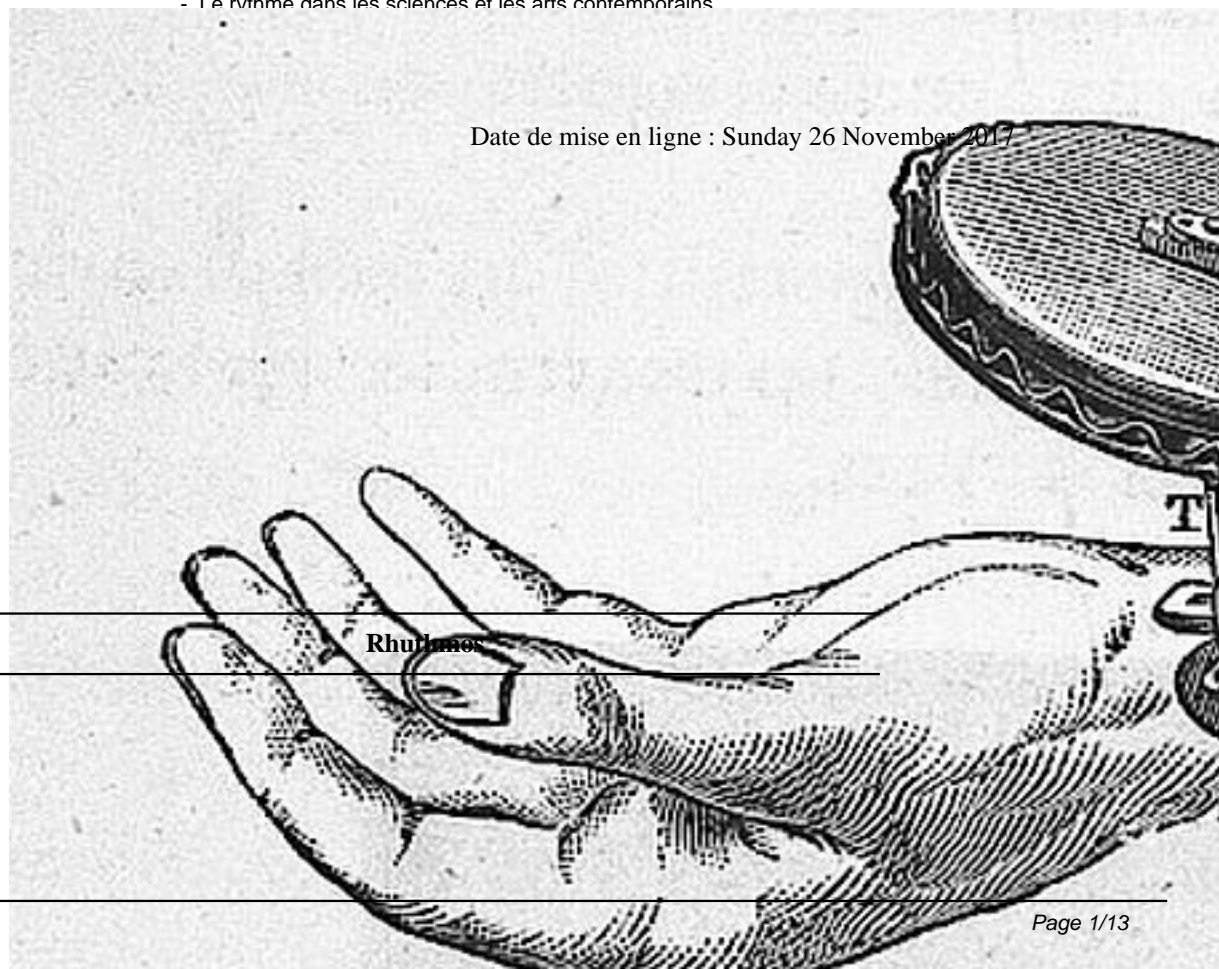 - Le rythme dans les sciences et les arts contemporains
Date de mise en ligne : Sunday 26 November 2017
T
Rhuthmos
Page 1/13